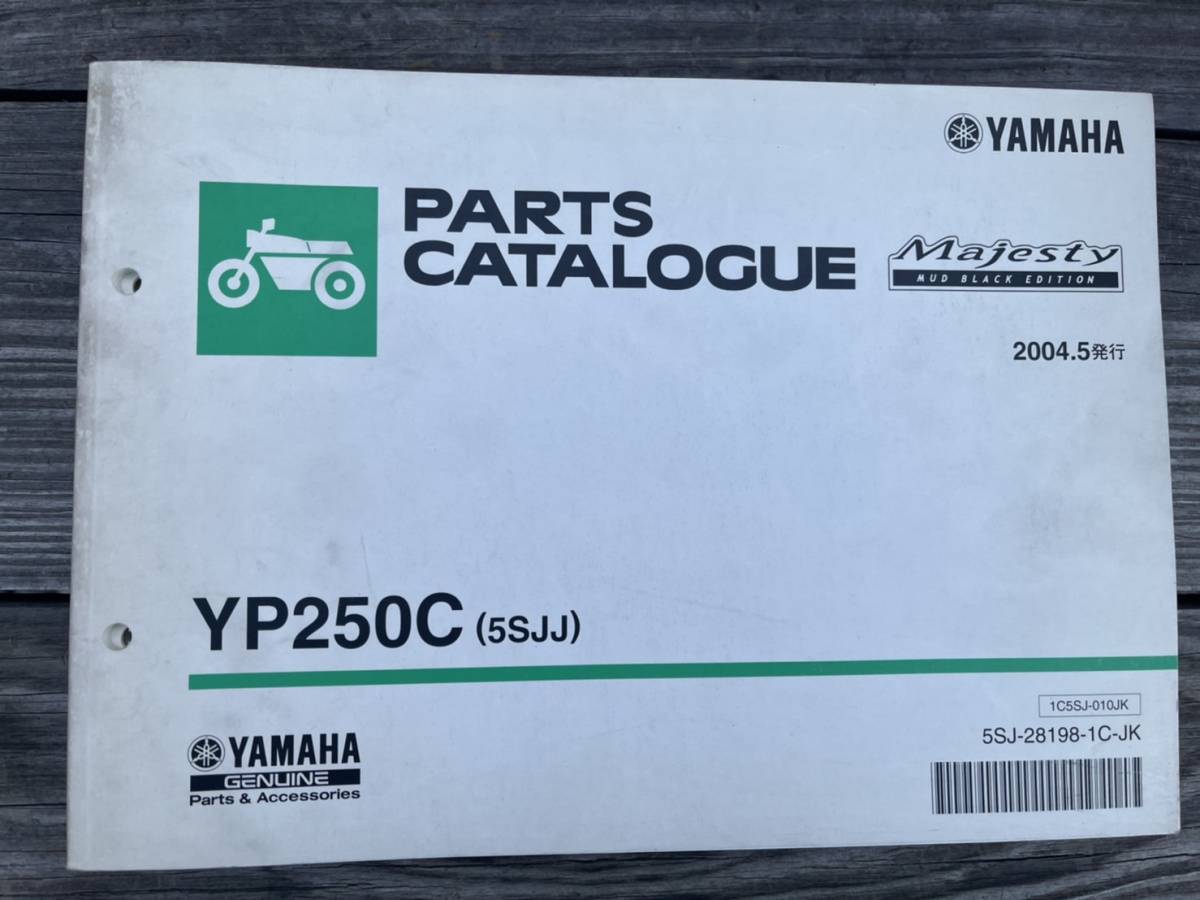 YAMAHA
PARTS
CATALOGUE
Majesty
MUD BLACK EDITION
2004.5発行
YP250C (5SJJ)
1C5SJ-010JK
5SJ-28198-1C-JK
YAMAHA
GENUINE
Parts & Accessories